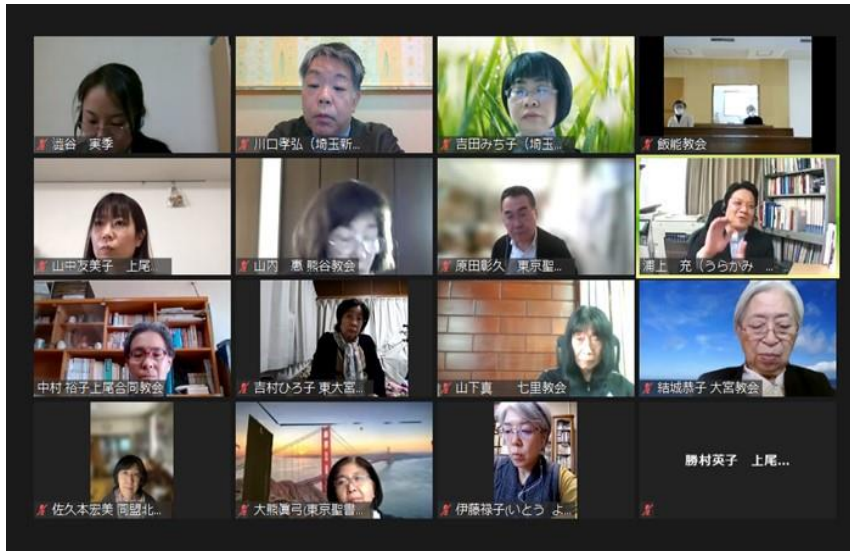 澁谷　実季
川口孝弘（埼玉新...
吉田みち子（埼玉...
飯能教会
山中友美子　上尾...
山内　惠 熊谷教会
原田彰久　東京聖...
浦上　充（うらがみ　...
中村 裕子上尾合同教会
吉村ひろ子 東大宮...
山下真　　七里教会
結城恭子 大宮教会
佐久本宏美 同盟北...
大熊眞弓(東京聖書...
伊藤禄子(いとう　よ...
勝村英子　上尾...